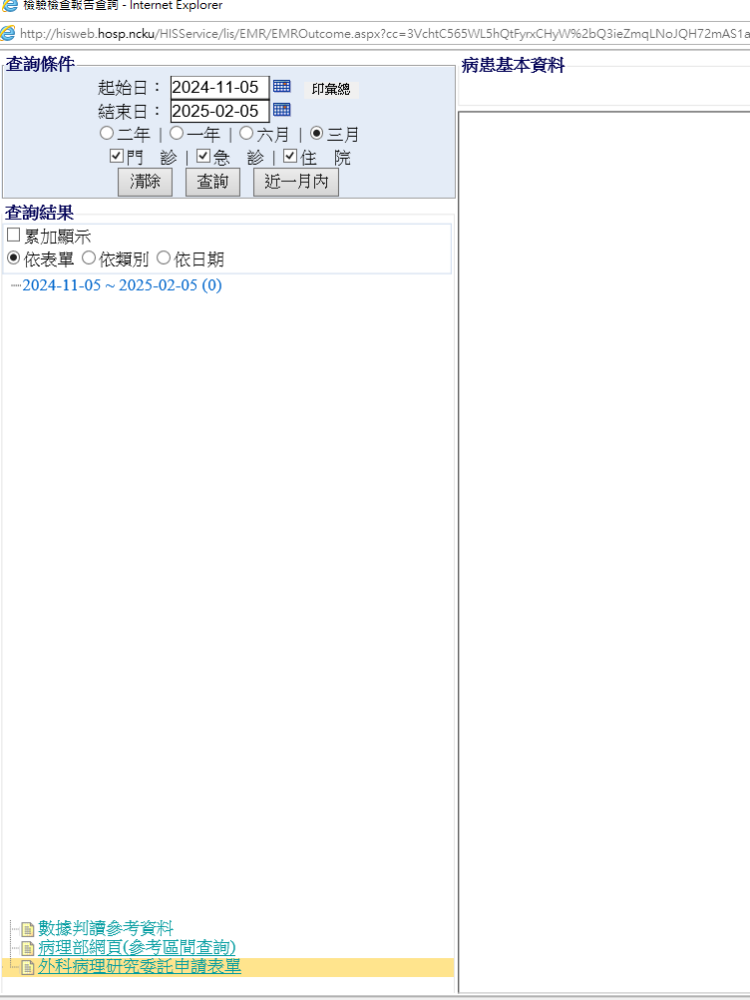 檢驗檢查報告查詢 - Internet Explorer
http://hisweb.hosp.ncku/HISService/lis/EMR/EMROutcome.aspx?cc=3VchtC565WL5hQtFyrxCHyW%2bQ3ieZmqLNoJQH72mAS1a
查詢條件
起始日： 2024-11-05 印彙總
結束日： 2025-02-05
二年 | 一年 | 六月 | 三月
門 診 | 急 診 | 住 院
清除 查詢 近一月內
查詢結果
累加顯示
依表單 依類別 依日期
2024-11-05 ~ 2025-02-05 (0)
數據判讀參考資料
病理部網頁(參考區間查詢)
外科病理研究委託申請表單
病患基本資料